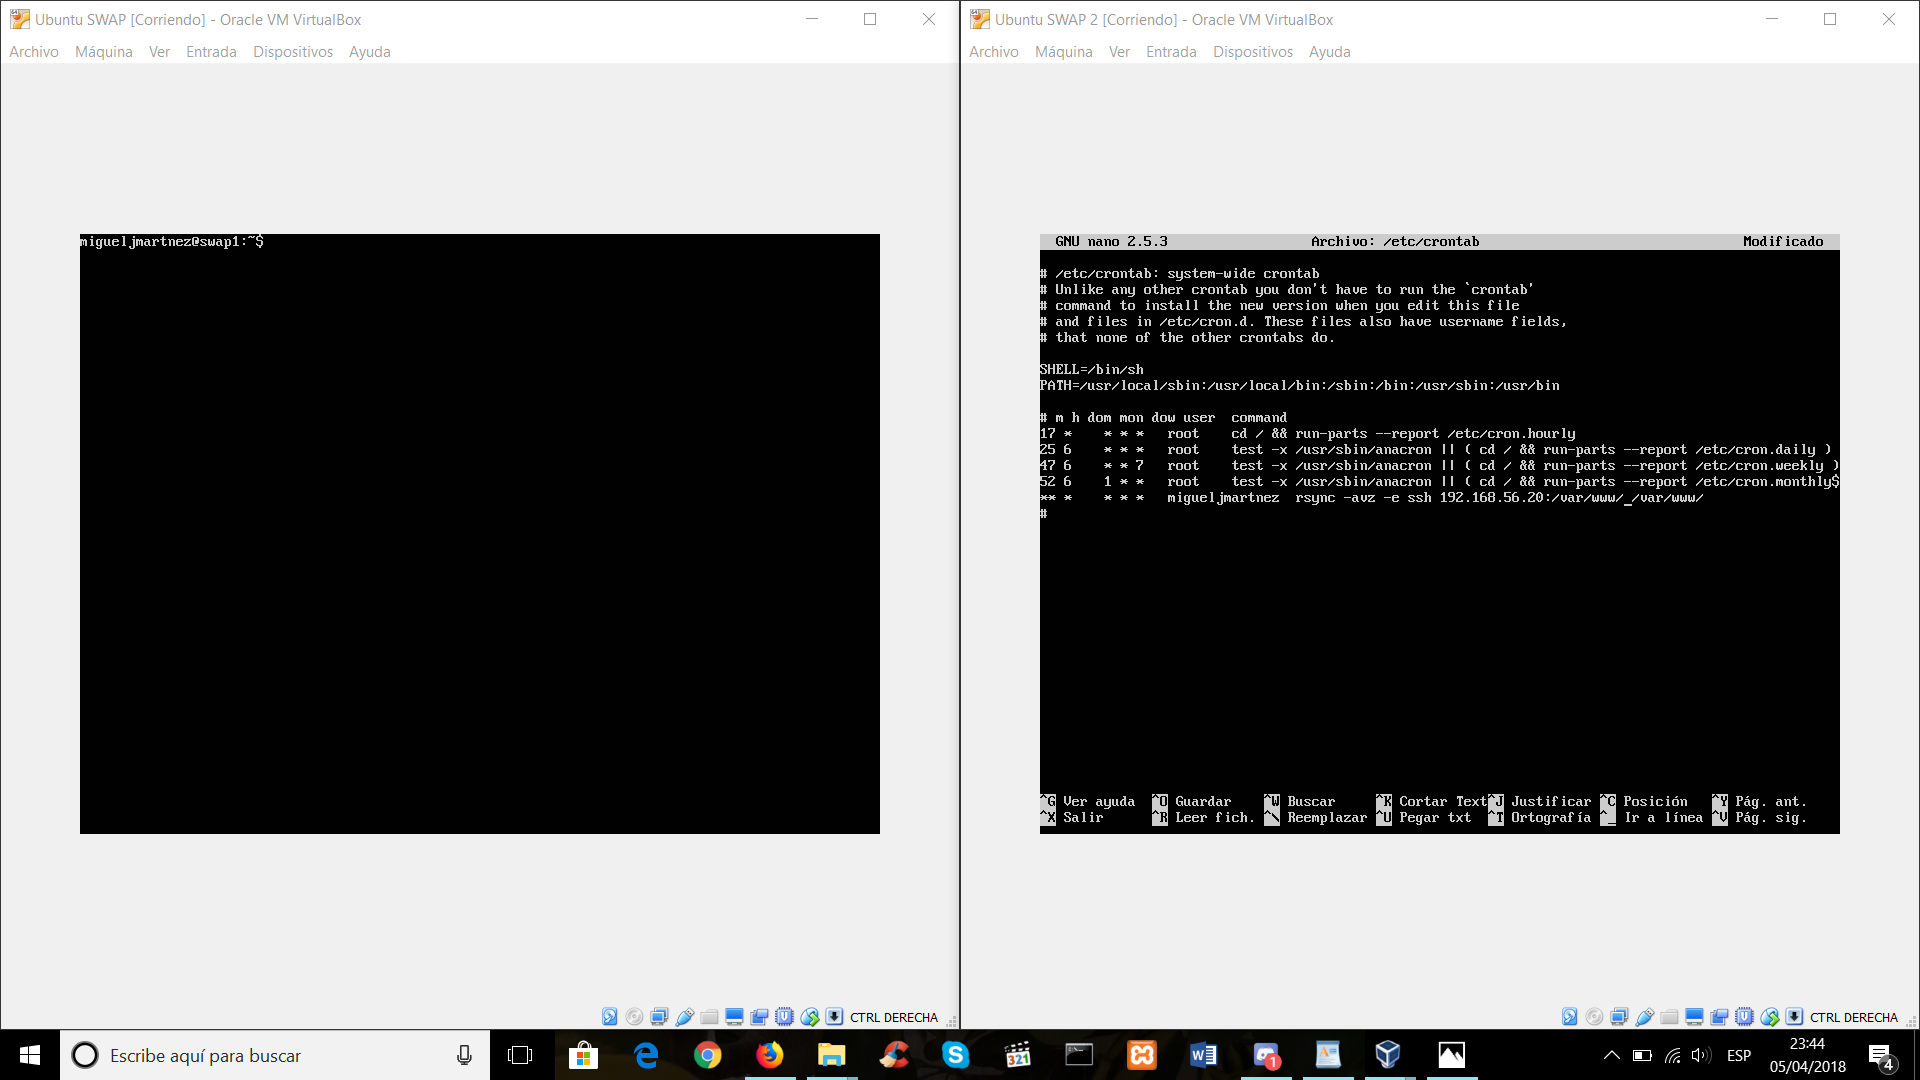 Ubuntu SWAP [Corriendo] - Oracle VM VirtualBox
Archivo Máquina Ver Entrada Dispositivos Ayuda
migueljmartnez@swap1:~$
CTRL DERECHA
Ubuntu SWAP 2 [Corriendo] - Oracle VM VirtualBox
Archivo Máquina Ver Entrada Dispositivos Ayuda
GNU nano 2.5.3 Archivo: /etc/crontab Modificado
# /etc/crontab: system-wide crontab
# Unlike any other crontab you don't have to run the `crontab'
# command to install the new version when you edit this file
# and files in /etc/cron.d. These files also have username fields,
# that none of the other crontabs do.
SHELL=/bin/sh
PATH=/usr/local/sbin:/usr/local/bin:/sbin:/bin:/usr/sbin:/usr/bin
# m h dom mon dow user  command
17 *    * * *   root    cd / && run-parts --report /etc/cron.hourly
25 6    * * *   root    test -x /usr/sbin/anacron || ( cd / && run-parts --report /etc/cron.daily )
47 6    * * 7   root    test -x /usr/sbin/anacron || ( cd / && run-parts --report /etc/cron.weekly )
52 6    1 * *   root    test -x /usr/sbin/anacron || ( cd / && run-parts --report /etc/cron.monthly$
** *    * * *   migueljmartnez  rsync -avz -e ssh 192.168.56.20:/var/www/ /var/www/
#
^G Ver ayuda ^O Guardar ^W Buscar ^K Cortar Text ^J Justificar ^C Posición ^Y Pág. ant.
^X Salir ^R Leer fich. ^\ Reemplazar ^U Pegar txt ^T Ortografía ^_ Ir a línea ^V Pág. sig.
CTRL DERECHA
Escribe aquí para buscar
321
1
ESP
23:44
05/04/2018
4